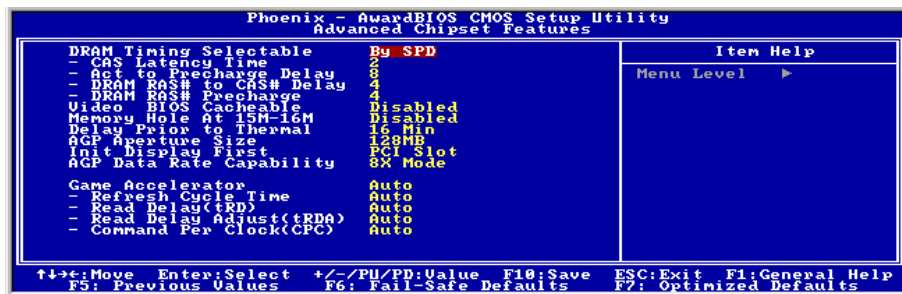 Phoenix - AwardBIOS CMOS Setup Utility
Advanced Chipset Features
DRAM Timing Selectable By SPD
- CAS Latency Time 2
- Act to Precharge Delay 8
- DRAM RAS# to CAS# Delay 4
- DRAM RAS# Precharge 4
Video BIOS Cacheable Disabled
Memory Hole At 15M-16M Disabled
Delay Prior to Thermal 16 Min
AGP Aperture Size 128MB
Init Display First PCI Slot
AGP Data Rate Capability 8X Mode
Game Accelerator Auto
- Refresh Cycle Time Auto
- Read Delay(tRD) Auto
- Read Delay Adjust(tRDA) Auto
- Command Per Clock(CPC) Auto
Item Help
Menu Level ►
↑↓→←:Move Enter:Select +/-/PU/PD:Value F10:Save ESC:Exit F1:General Help
F5: Previous Values F6: Fail-Safe Defaults F7: Optimized Defaults